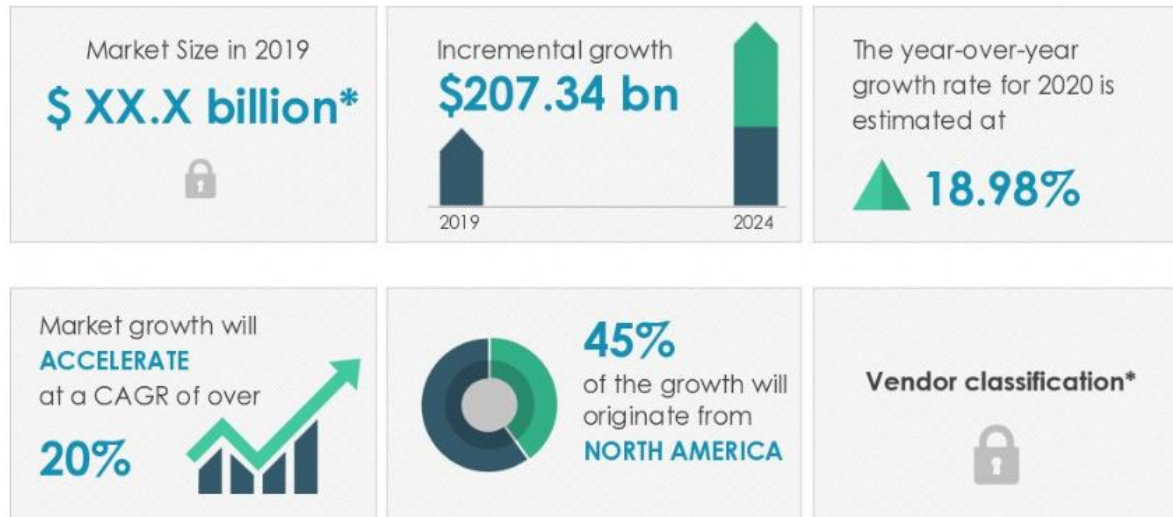 Market Size in 2019
$ XX.X billion*
Incremental growth
$207.34 bn
2019
2024
The year-over-year
growth rate for 2020 is
estimated at
18.98%
Market growth will
ACCELERATE
at a CAGR of over
20%
45%
of the growth will
originate from
NORTH AMERICA
Vendor classification*